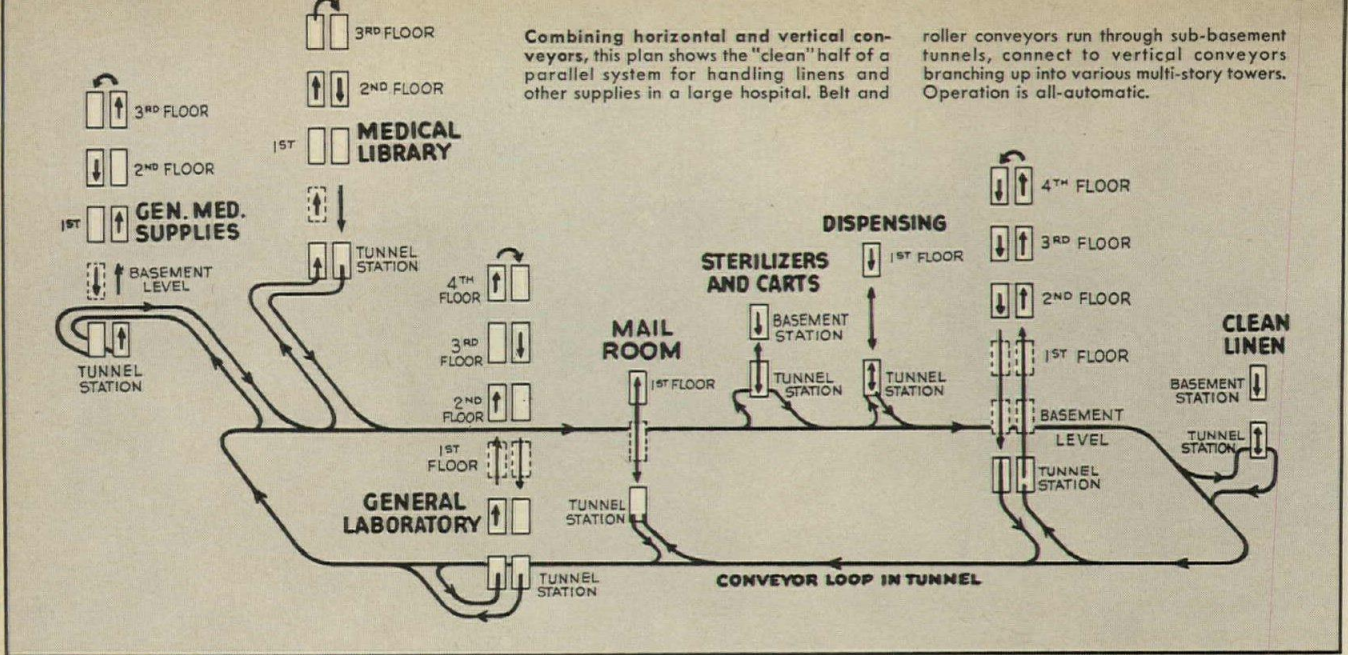 Combining horizontal and vertical con-
veyors, this plan shows the "clean" half of a
parallel system for handling linens and
other supplies in a large hospital. Belt and
roller conveyors run through sub-basement
tunnels, connect to vertical conveyors
branching up into various multi-story towers.
Operation is all-automatic.
3RD FLOOR
2ND FLOOR
1ST
GEN. MED.
SUPPLIES
BASEMENT
LEVEL
TUNNEL
STATION
3RD FLOOR
2ND FLOOR
1ST
MEDICAL
LIBRARY
TUNNEL
STATION
4TH
FLOOR
3RD
FLOOR
2ND
FLOOR
1ST
FLOOR
GENERAL
LABORATORY
TUNNEL
STATION
MAIL
ROOM
1ST FLOOR
TUNNEL
STATION
STERILIZERS
AND CARTS
BASEMENT
STATION
TUNNEL
STATION
DISPENSING
1ST FLOOR
TUNNEL
STATION
4TH FLOOR
3RD FLOOR
2ND FLOOR
1ST FLOOR
BASEMENT
LEVEL
TUNNEL
STATION
CLEAN
LINEN
BASEMENT
STATION
TUNNEL
STATION
CONVEYOR LOOP IN TUNNEL